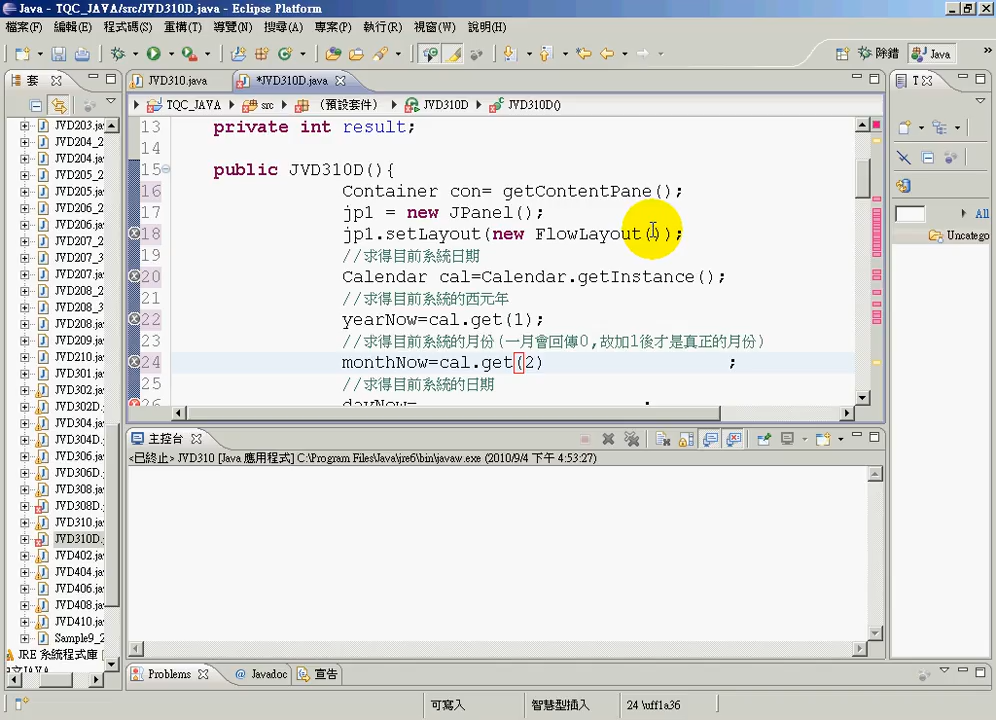 Java - TQC_JAVA/src/JVD310D.java - Eclipse Platform
檔案(F) 編輯(E) 程式碼(S) 重構(T) 導覽(N) 搜尋(A) 專案(P) 執行(R) 視窗(W) 說明(H)
除錯 Java
套 JVD310.java *JVD310D.java T
TQC_JAVA src （預設套件） JVD310D JVD310D()
13 private int result;
14
15 public JVD310D(){
16 Container con= getContentPane();
17 jp1 = new JPanel();
18 jp1.setLayout(new FlowLayout());
19 //求得目前系統日期
20 Calendar cal=Calendar.getInstance();
21 //求得目前系統的西元年
22 yearNow=cal.get(1);
23 //求得目前系統的月份(一月會回傳0,故加1後才是真正的月份)
24 monthNow=cal.get(2) ;
25 //求得目前系統的日期
26 dayNow= ;
JVD203.ja
JVD204_2
JVD204.ja
JVD205_2
JVD205.ja
JVD206_2
JVD206.ja
JVD207_2
JVD207.ja
JVD208_2
JVD208_3
JVD209.ja
JVD210.ja
JVD301.ja
JVD302.ja
JVD302D.j
JVD304.ja
JVD304D.j
JVD306.ja
JVD306D.j
JVD308.ja
JVD308D.j
JVD310.ja
JVD310D.j
JVD402.ja
JVD404.ja
JVD406.ja
JVD408.ja
JVD410.ja
Sample9_2
JRE 系統程式庫 [
All
Uncatego
主控台
<已終止> JVD310 [Java 應用程式] C:\Program Files\Java\jre6\bin\javaw.exe (2010/9/4 下午 4:53:27)
Problems @ Javadoc 宣告
可寫入 智慧型插入 24 \uff1a36